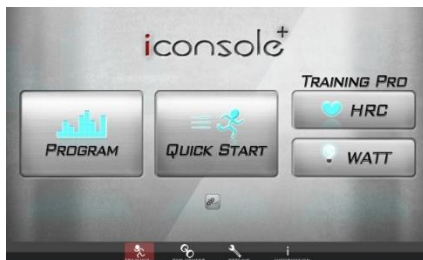 iconsole+
TRAINING PRO
PROGRAM
QUICK START
HRC
WATT